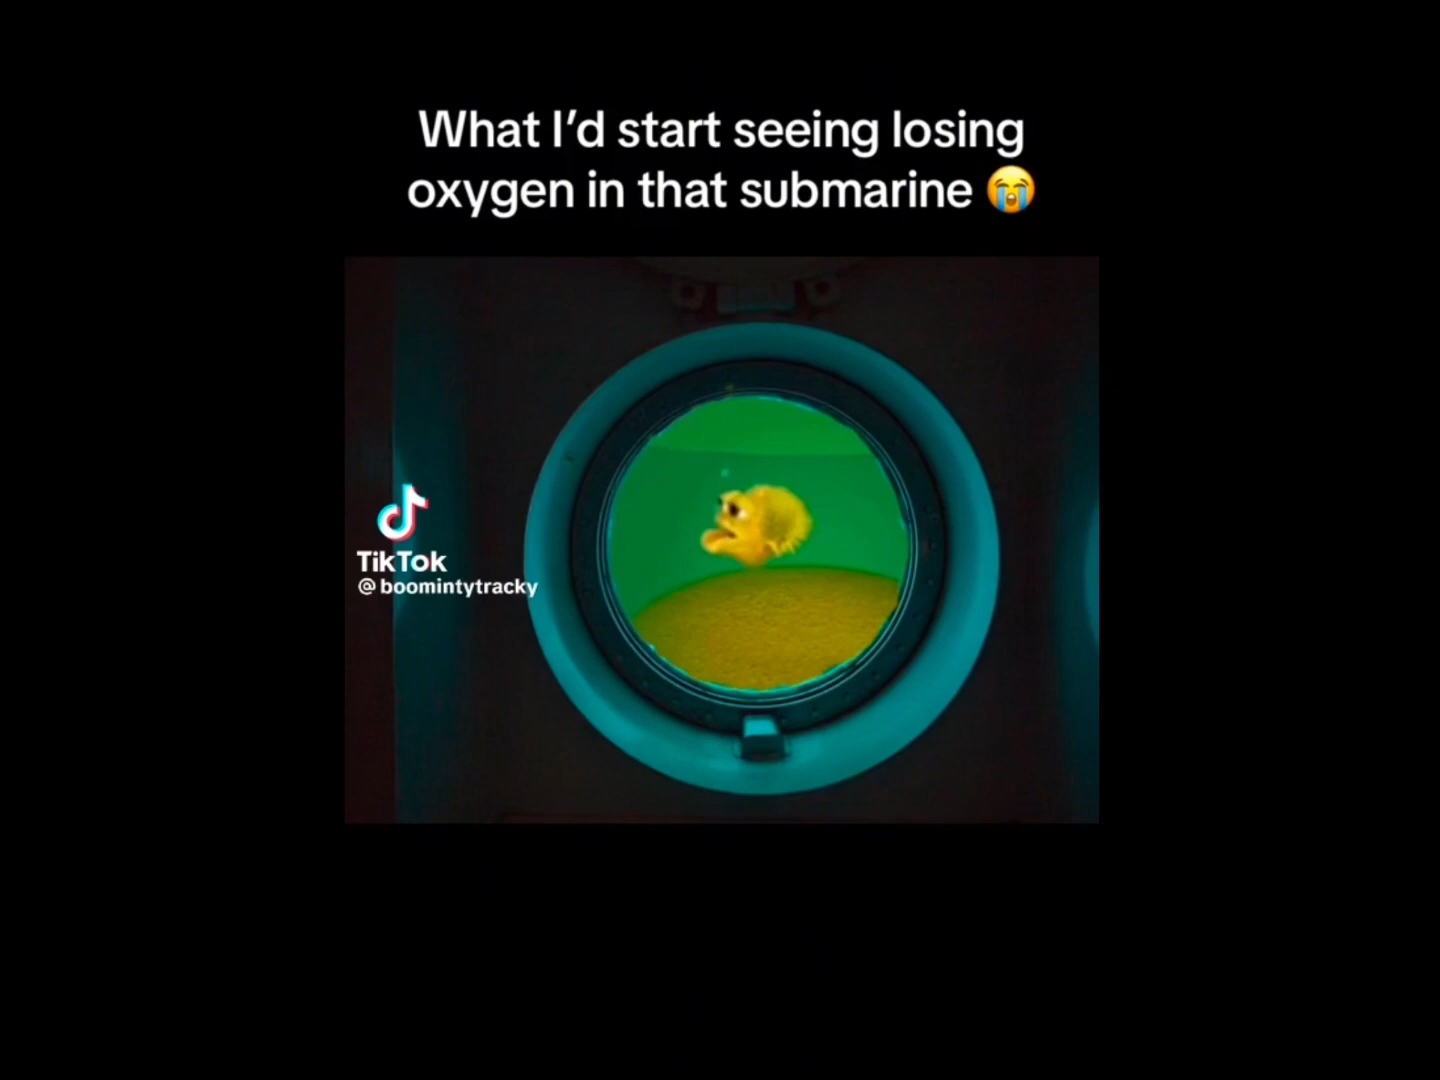 What I'd start seeing losing
oxygen in that submarine 😭
TikTok
@boomintytracky